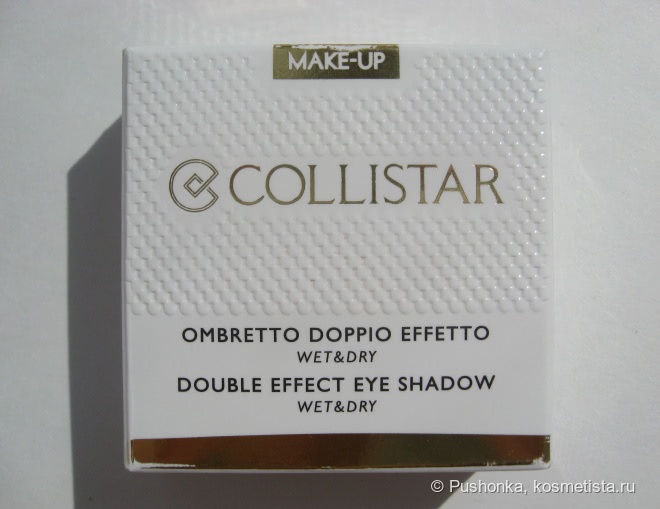 MAKE-UP
COLLISTAR
OMBRETTO DOPPIO EFFETTO
WET&DRY
DOUBLE EFFECT EYE SHADOW
WET&DRY
© Pushonka, kosmetista.ru